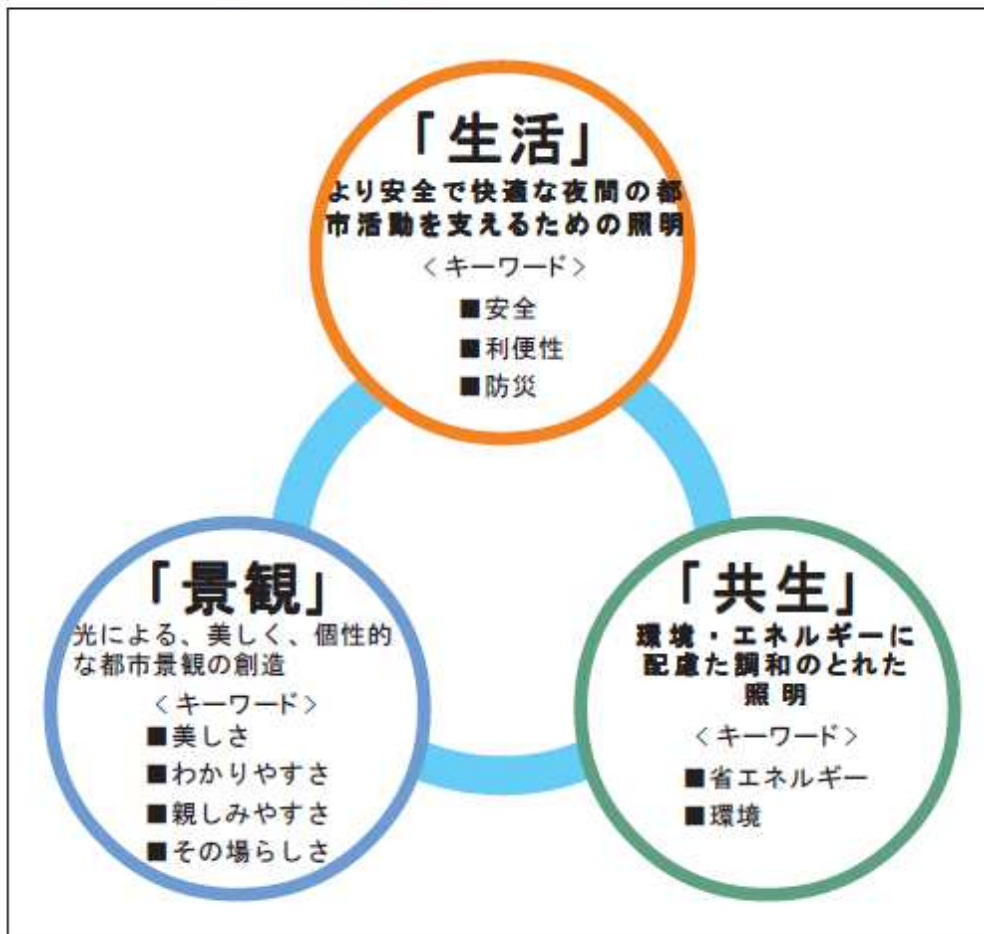 「生活」
より安全で快適な夜間の都
市活動を支えるための照明
<キーワード>
■安全
■利便性
■防災
「景観」
光による、美しく、個性的
な都市景観の創造
<キーワード>
■美しさ
■わかりやすさ
■親しみやすさ
■その場らしさ
「共生」
環境・エネルギーに
配慮た調和のとれた
照明
<キーワード>
■省エネルギー
■環境